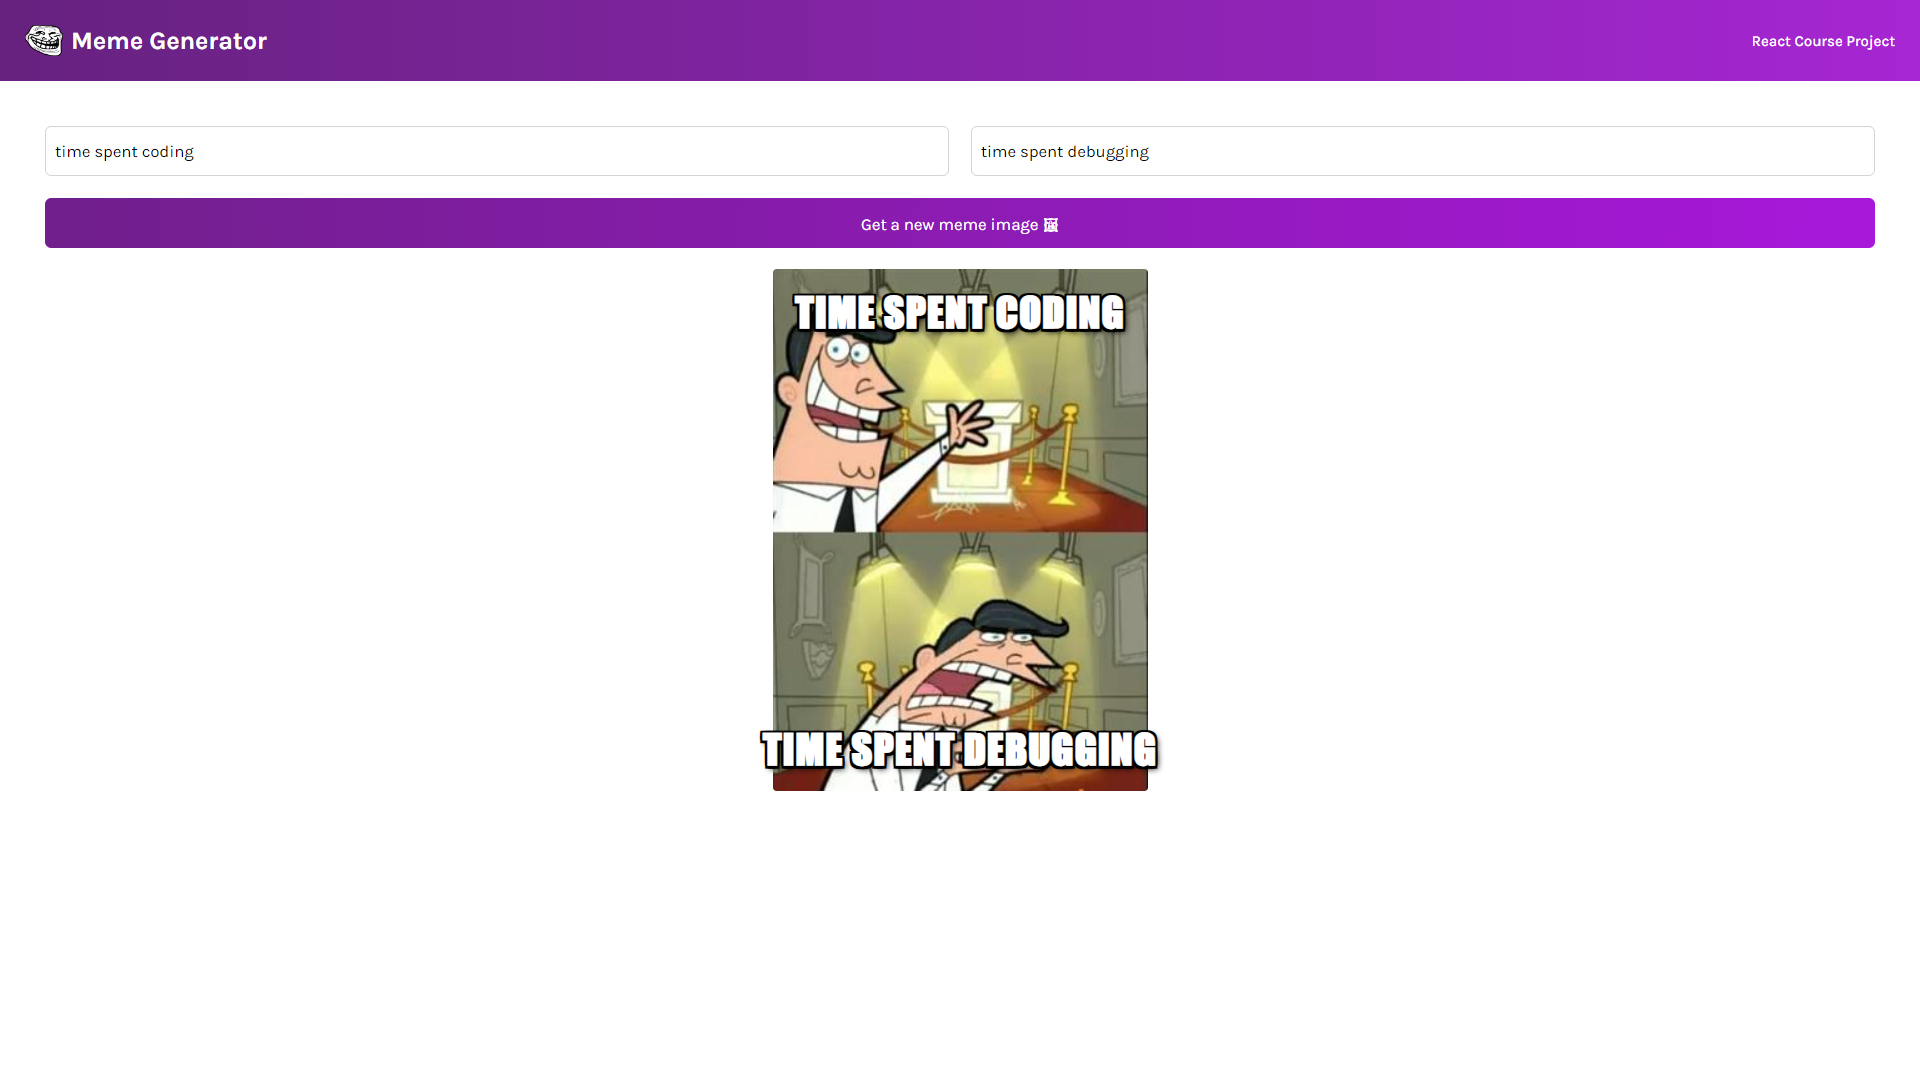 Meme Generator
React Course Project
time spent coding
time spent debugging
Get a new meme image 🖼
TIME SPENT CODING
TIME SPENT DEBUGGING